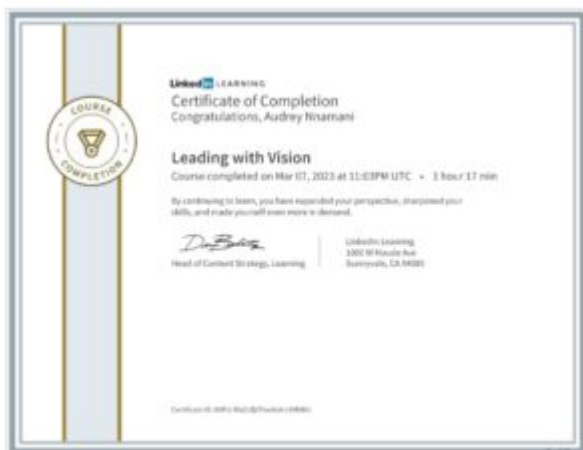 LinkedIn LEARNING
Certificate of Completion
Congratulations, Audrey Nnamani
COURSE
COMPLETION
Leading with Vision
Course completed on Mar 07, 2023 at 11:03PM UTC • 1 hour 17 min
By continuing to learn, you have expanded your perspective, sharpened your
skills, and made yourself even more in demand.
Head of Content Strategy, Learning
LinkedIn Learning
1000 W Maude Ave
Sunnyvale, CA 94085
Certificate ID: